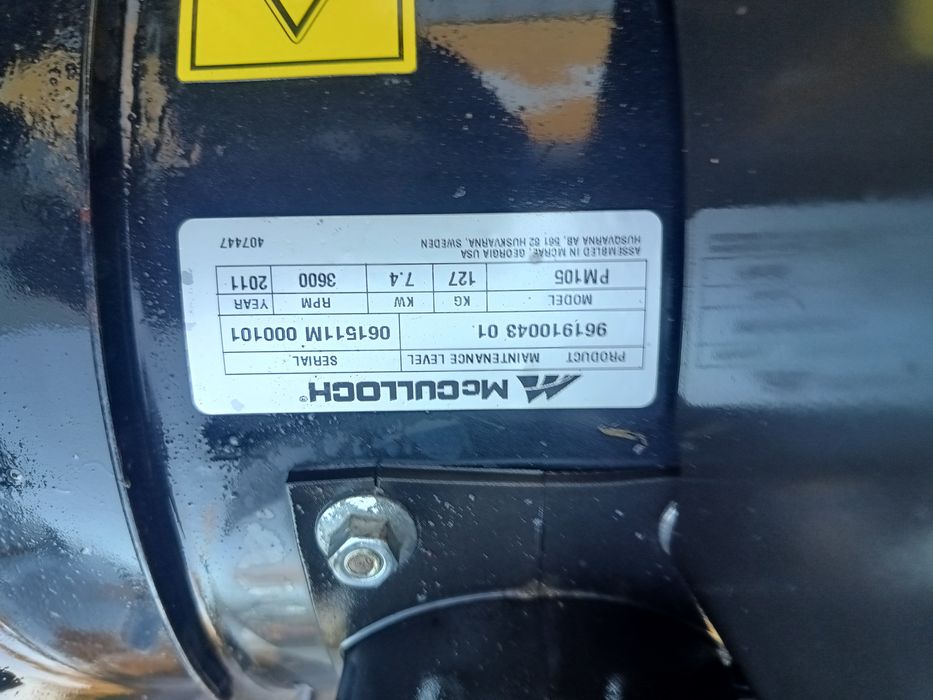 McCULLOCH®
PRODUCT MAINTENANCE LEVEL SERIAL
961910043 01 061511M 000101
MODEL KG KW RPM YEAR
PM105 127 7.4 3600 2011
ASSEMBLED IN MCRAE, GEORGIA USA
HUSQVARNA AB, 561 82 HUSKVARNA, SWEDEN 407447